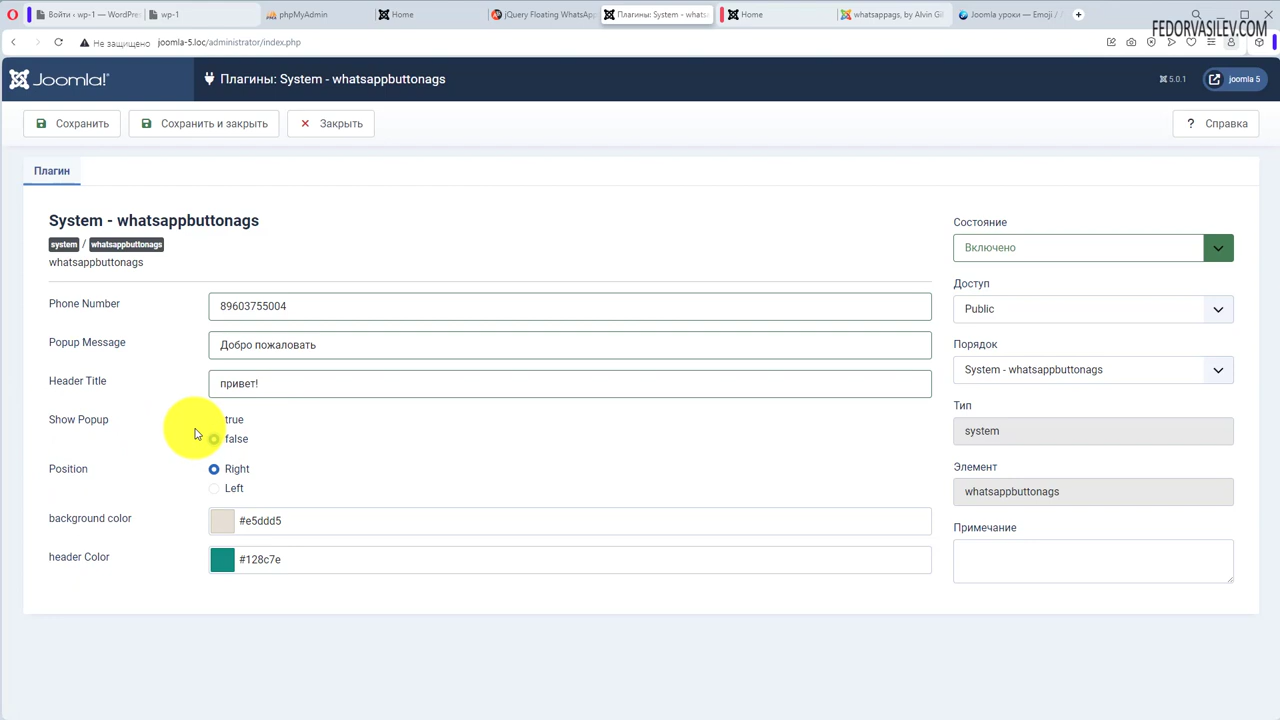 Войти ‹ wp-1 — WordPre
wp-1
phpMyAdmin
Home
jQuery Floating WhatsApp
Плагины: System - whatsa
Home
whatsappags, by Alvin Gil
Joomla уроки — Emoji /
FEDORVASILEV.COM
Не защищено
joomla-5.loc/administrator/index.php
Joomla!
Плагины: System - whatsappbuttonags
5.0.1
joomla 5
Сохранить
Сохранить и закрыть
Закрыть
? Справка
Плагин
System - whatsappbuttonags
system / whatsappbuttonags
whatsappbuttonags
Phone Number
89603755004
Popup Message
Добро пожаловать
Header Title
привет!
Show Popup
true
false
Position
Right
Left
background color
#e5ddd5
header Color
#128c7e
Состояние
Включено
Доступ
Public
Порядок
System - whatsappbuttonags
Тип
system
Элемент
whatsappbuttonags
Примечание